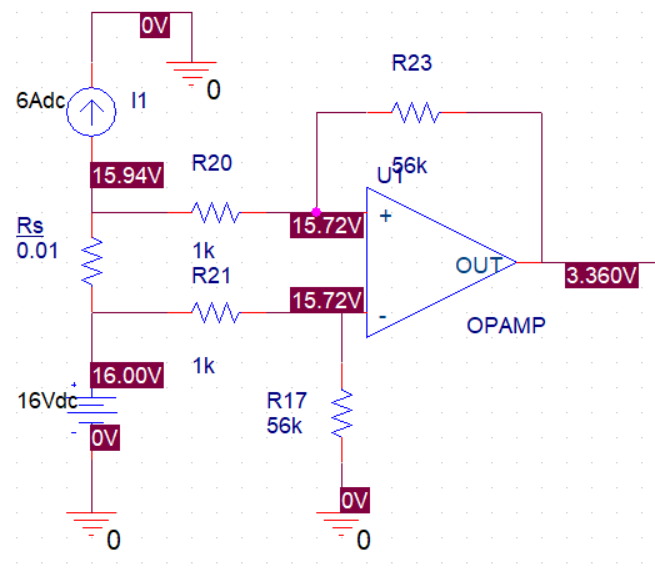 0V
0
R23
6Adc
I1
56k
U1
15.94V
R20
+
15.72V
Rs
0.01
1k
R21
15.72V
OUT
3.360V
-
OPAMP
1k
16.00V
+
16Vdc
R17
56k
0V
-
0V
0
0